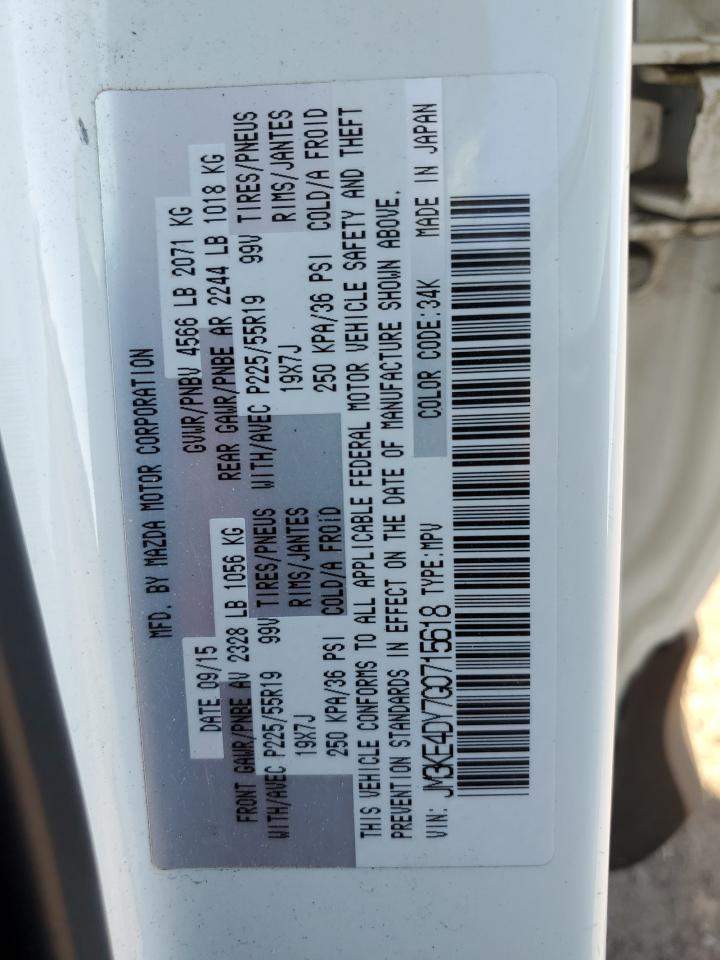 MFD. BY MAZDA MOTOR CORPORATION
DATE 09/15 GVWR/PNBV 4566 LB 2071 KG
FRONT GAWR/PNBE AV 2328 LB 1056 KG REAR GAWR/PNBE AR 2244 LB 1018 KG
WITH/AVEC P225/55R19 99V TIRES/PNEUS WITH/AVEC P225/55R19 99V TIRES/PNEUS
19X7J RIMS/JANTES 19X7J RIMS/JANTES
250 KPA/36 PSI COLD/A FROID 250 KPA/36 PSI COLD/A FROID
THIS VEHICLE CONFORMS TO ALL APPLICABLE FEDERAL MOTOR VEHICLE SAFETY AND THEFT
PREVENTION STANDARDS IN EFFECT ON THE DATE OF MANUFACTURE SHOWN ABOVE.
COLOR CODE:34K MADE IN JAPAN
VIN: JM3KE4DY7G0715618 TYPE:MPV